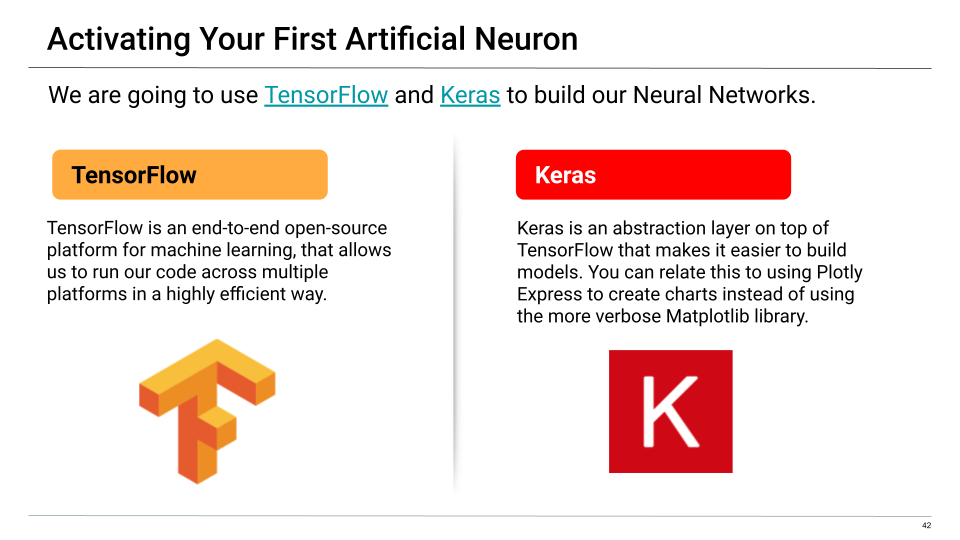 Activating Your First Artificial Neuron
We are going to use TensorFlow and Keras to build our Neural Networks.
TensorFlow
TensorFlow is an end-to-end open-source
platform for machine learning, that allows
us to run our code across multiple
platforms in a highly efficient way.
Keras
Keras is an abstraction layer on top of
TensorFlow that makes it easier to build
models. You can relate this to using Plotly
Express to create charts instead of using
the more verbose Matplotlib library.
K
42